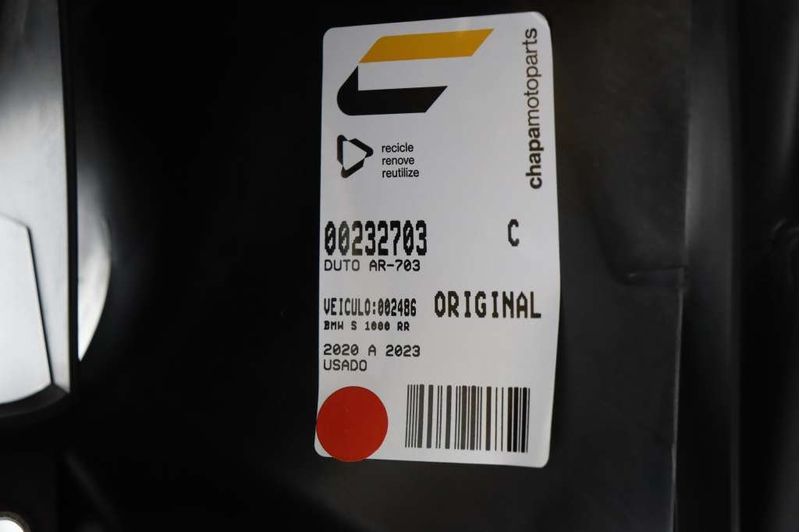 chapamotoparts
recicle
renove
reutilize
00232703 C
DUTO AR-703
VEICULO:002486 ORIGINAL
BMW S 1000 RR
2020 A 2023
USADO